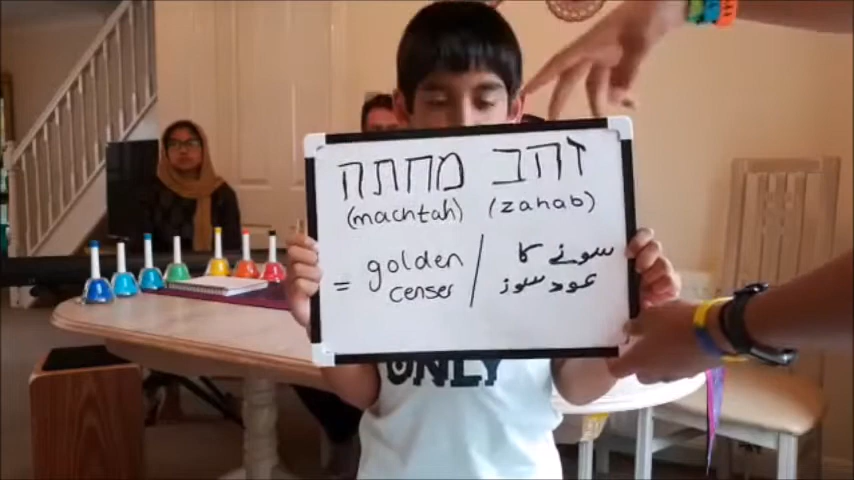 מחתה זהב
(machtah) (zahab)
= golden censer / سونے کا عود سوز
ONLY